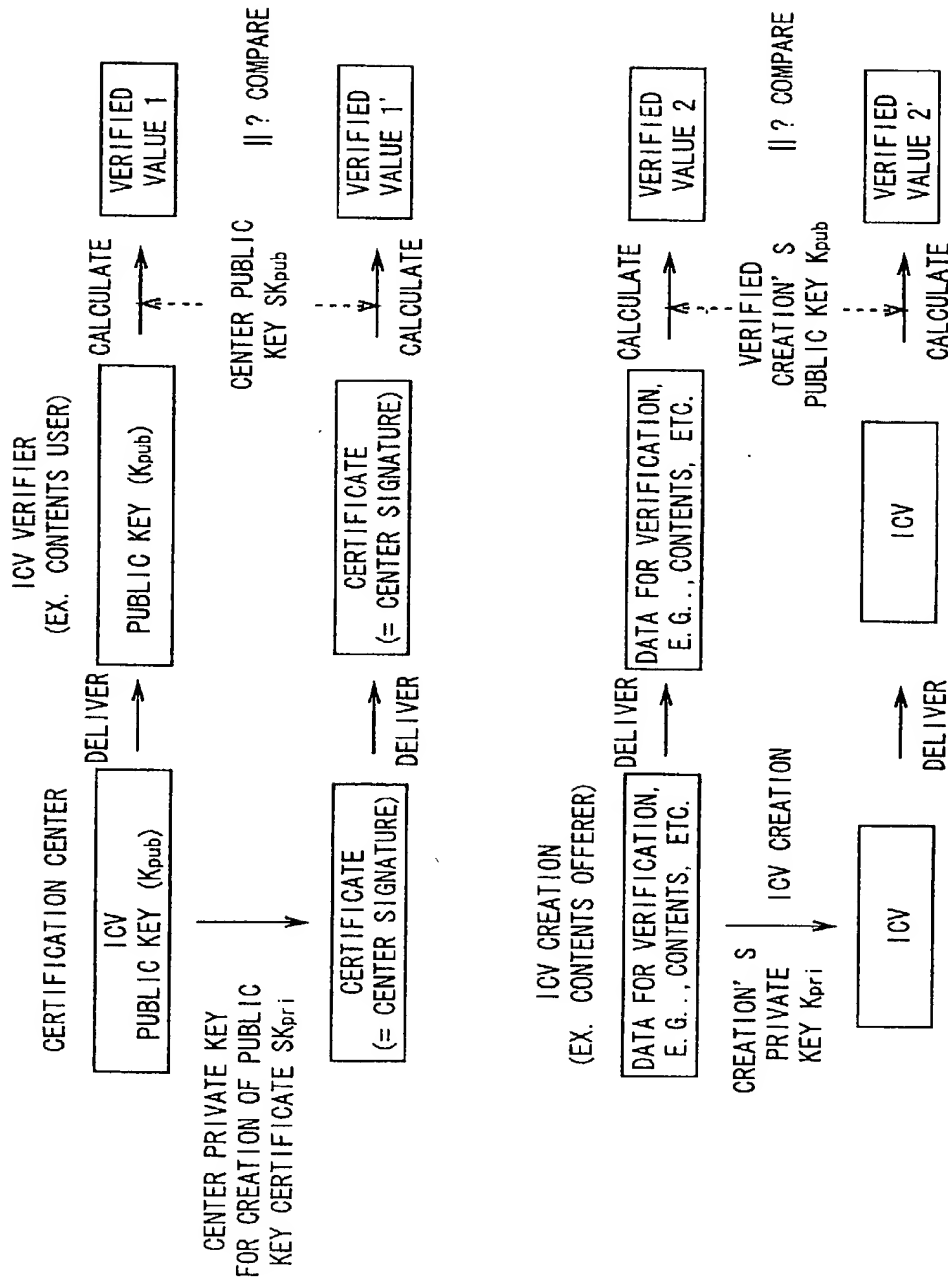 CERTIFICATION CENTER
ICV
PUBLIC KEY (Kpub)
CENTER PRIVATE KEY
FOR CREATION OF PUBLIC
KEY CERTIFICATE SKpri
CERTIFICATE
(= CENTER SIGNATURE)
DELIVER
DELIVER
ICV VERIFIER
(EX. CONTENTS USER)
PUBLIC KEY (Kpub)
CERTIFICATE
(= CENTER SIGNATURE)
CALCULATE
CENTER PUBLIC
KEY SKpub
CALCULATE
VERIFIED
VALUE 1
||? COMPARE
VERIFIED
VALUE 1'
ICV CREATION
(EX. CONTENTS OFFERER)
DATA FOR VERIFICATION,
E.G.., CONTENTS, ETC.
CREATION' S
PRIVATE
KEY Kpri
ICV CREATION
ICV
DELIVER
DELIVER
DATA FOR VERIFICATION,
E.G.., CONTENTS, ETC.
ICV
CALCULATE
VERIFIED
CREATION' S
PUBLIC KEY Kpub
CALCULATE
VERIFIED
VALUE 2
||? COMPARE
VERIFIED
VALUE 2'